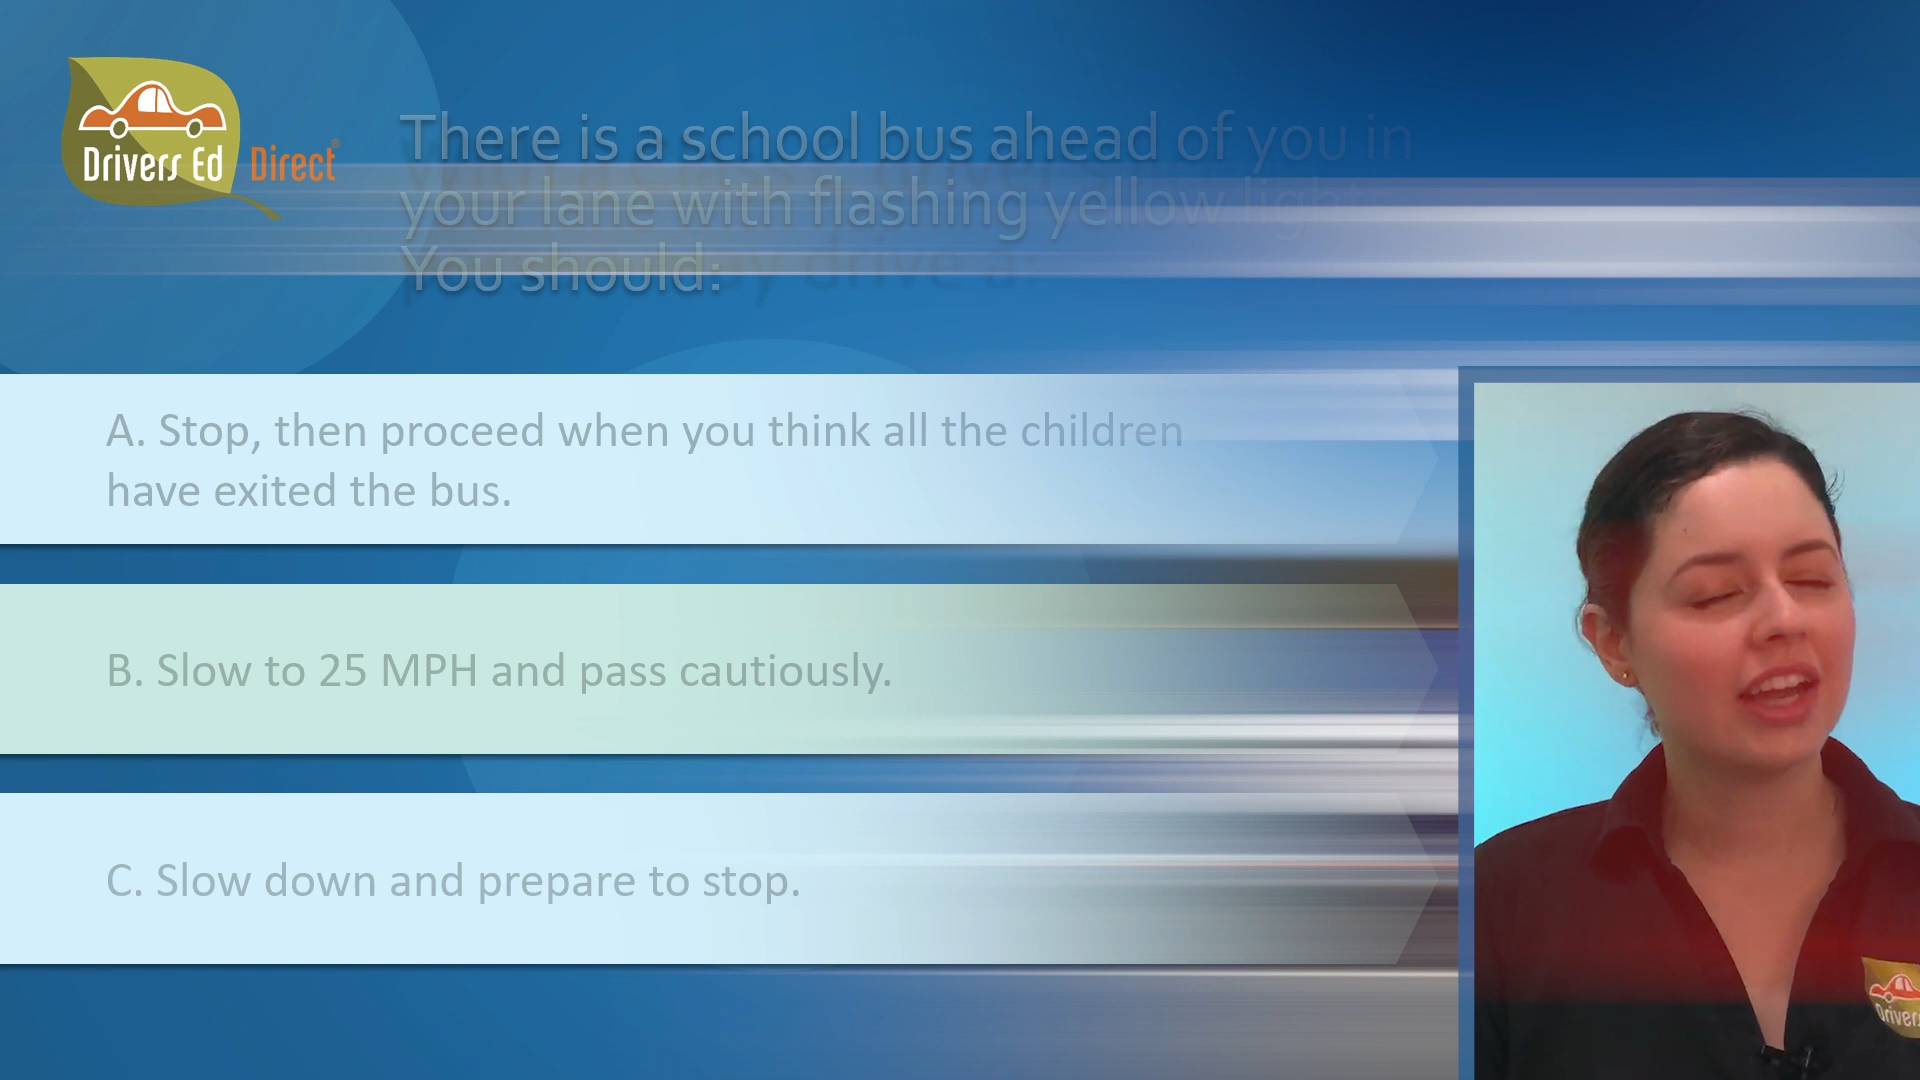 Drivers Ed Direct®
There is a school bus ahead of you in
your lane with flashing yellow lights.
You should:
A. Stop, then proceed when you think all the children
have exited the bus.
B. Slow to 25 MPH and pass cautiously.
C. Slow down and prepare to stop.